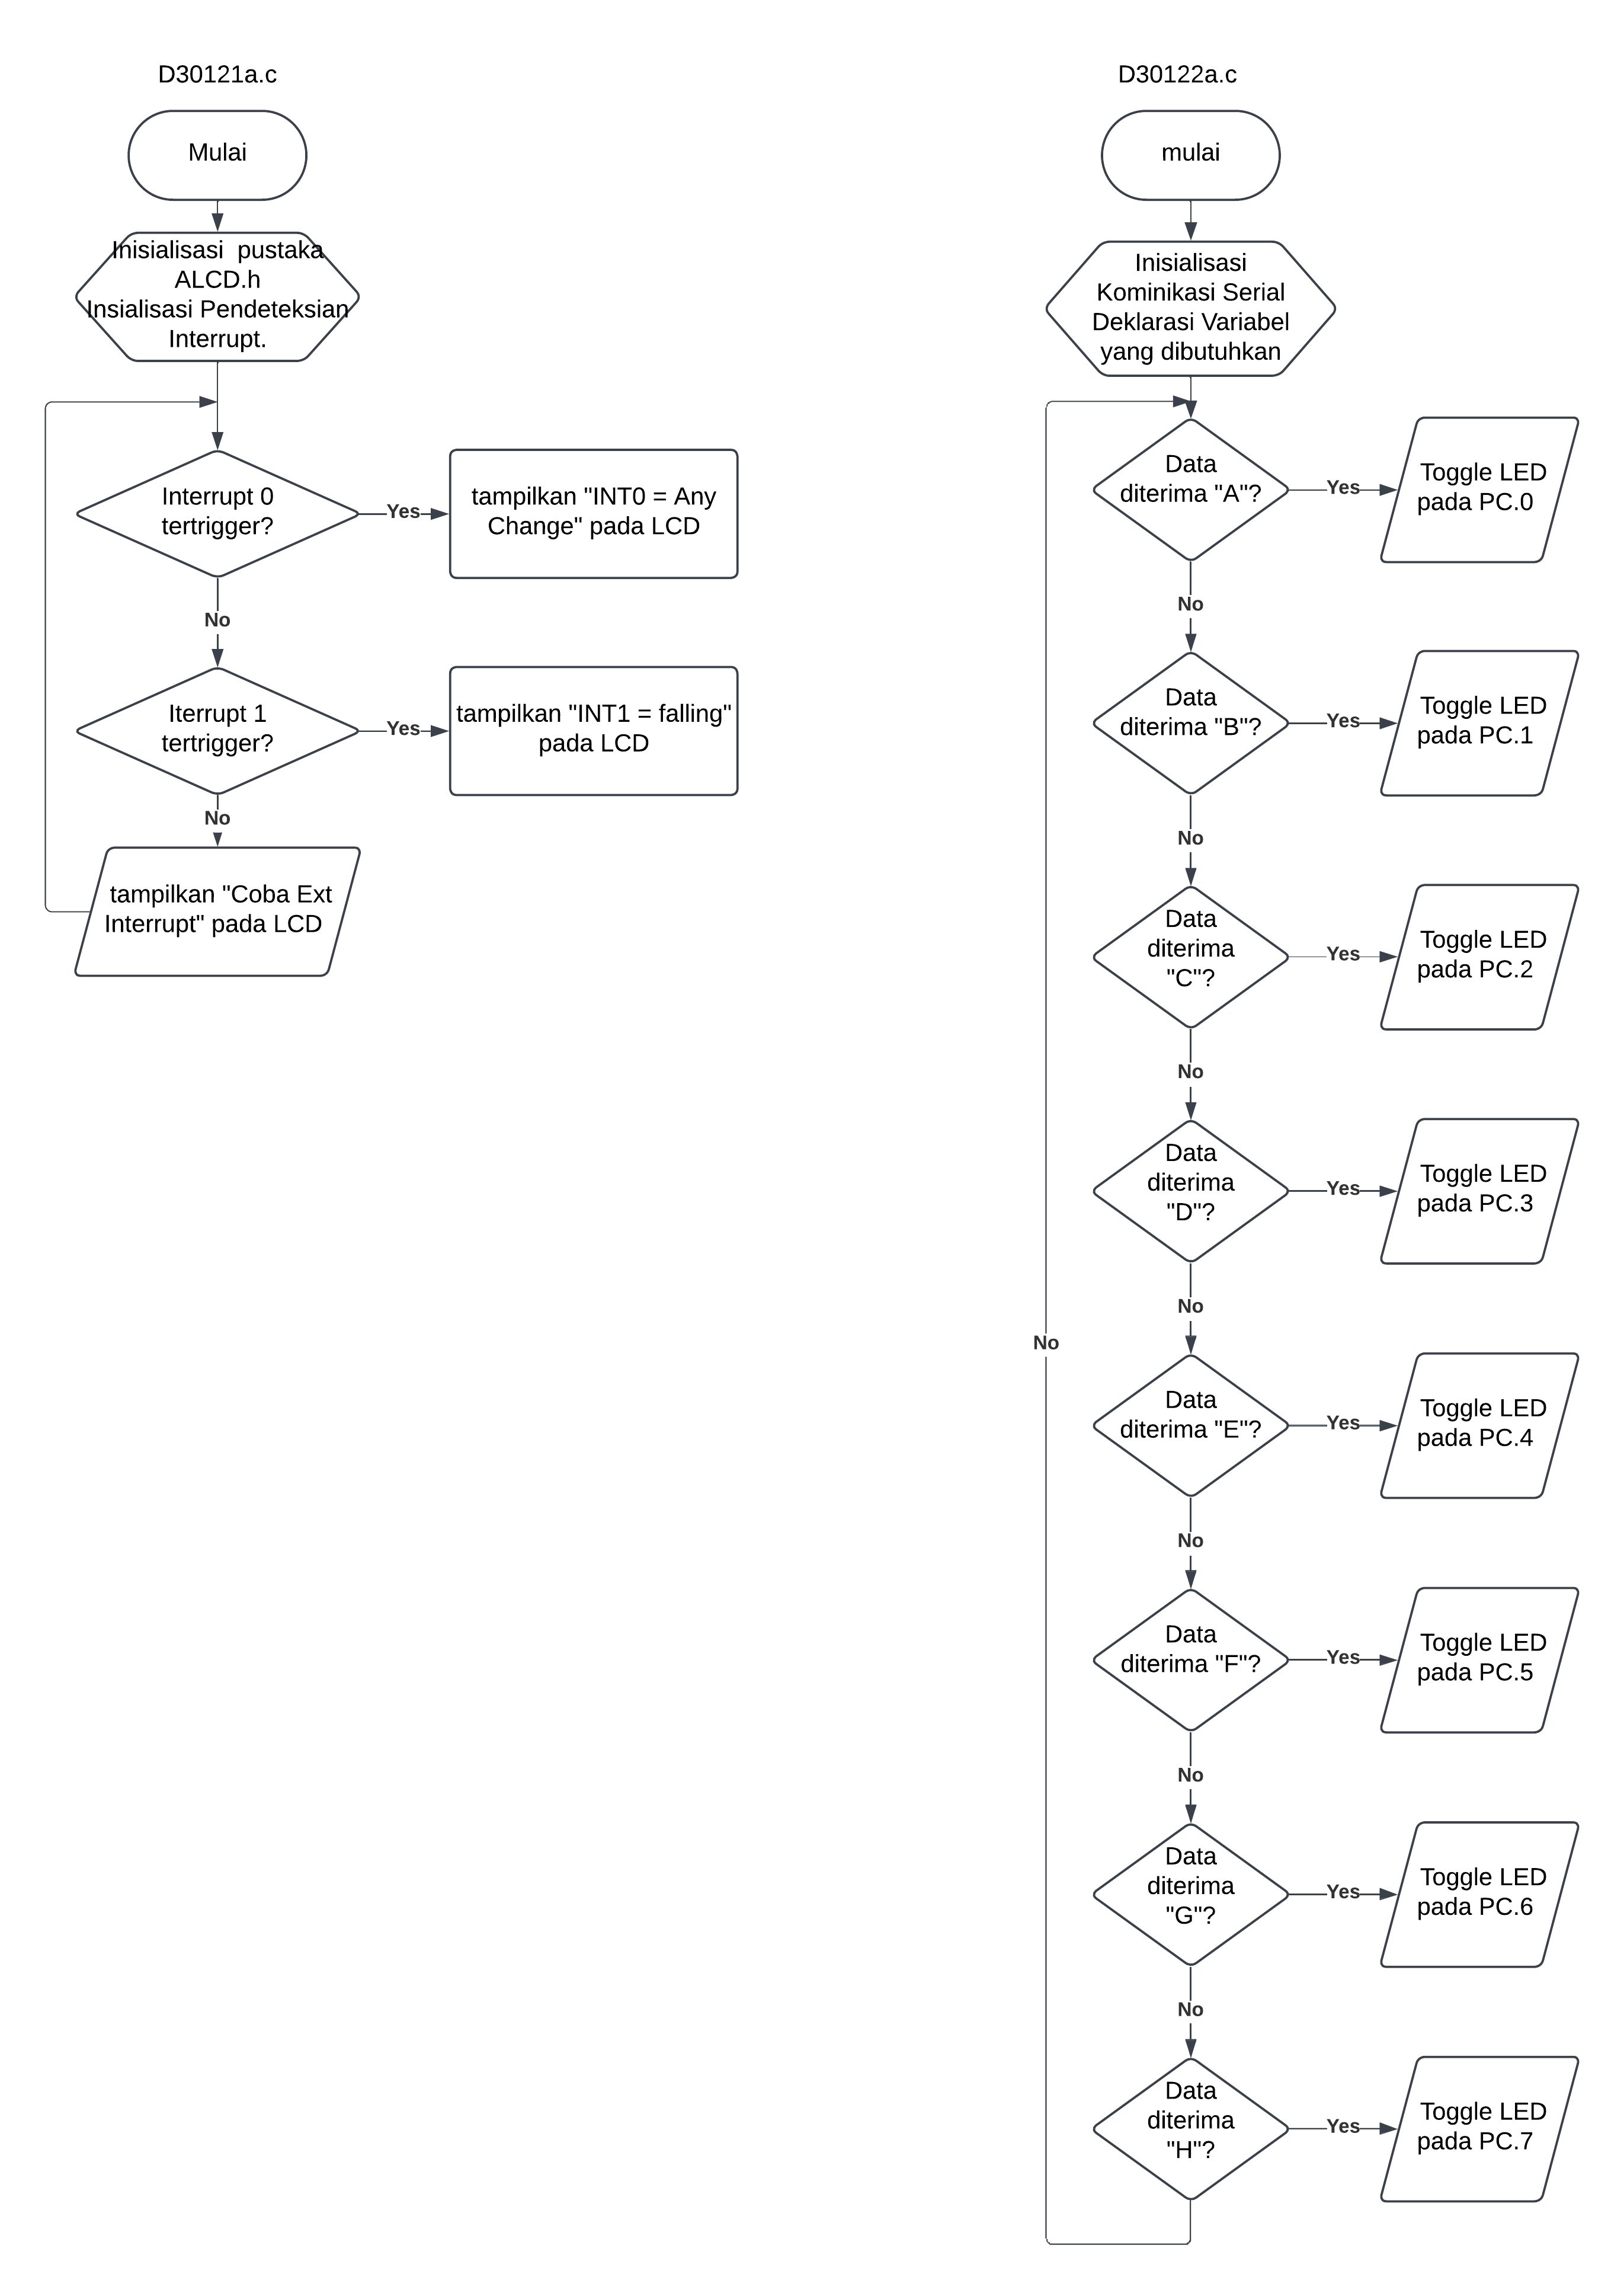 D30121a.c
Mulai
Inisialisasi  pustaka
ALCD.h
Insialisasi Pendeteksian
Interrupt.
Interrupt 0
tertrigger?
Yes
tampilkan "INT0 = Any
Change" pada LCD
No
Iterrupt 1
tertrigger?
Yes
tampilkan "INT1 = falling"
pada LCD
No
tampilkan "Coba Ext
Interrupt" pada LCD
D30122a.c
mulai
Inisialisasi
Kominikasi Serial
Deklarasi Variabel
yang dibutuhkan
Data
diterima "A"?
Yes
Toggle LED
pada PC.0
No
Data
diterima "B"?
Yes
Toggle LED
pada PC.1
No
Data
diterima
"C"?
Yes
Toggle LED
pada PC.2
No
Data
diterima
"D"?
Yes
Toggle LED
pada PC.3
No
No
Data
diterima "E"?
Yes
Toggle LED
pada PC.4
No
Data
diterima "F"?
Yes
Toggle LED
pada PC.5
No
Data
diterima
"G"?
Yes
Toggle LED
pada PC.6
No
Data
diterima
"H"?
Yes
Toggle LED
pada PC.7